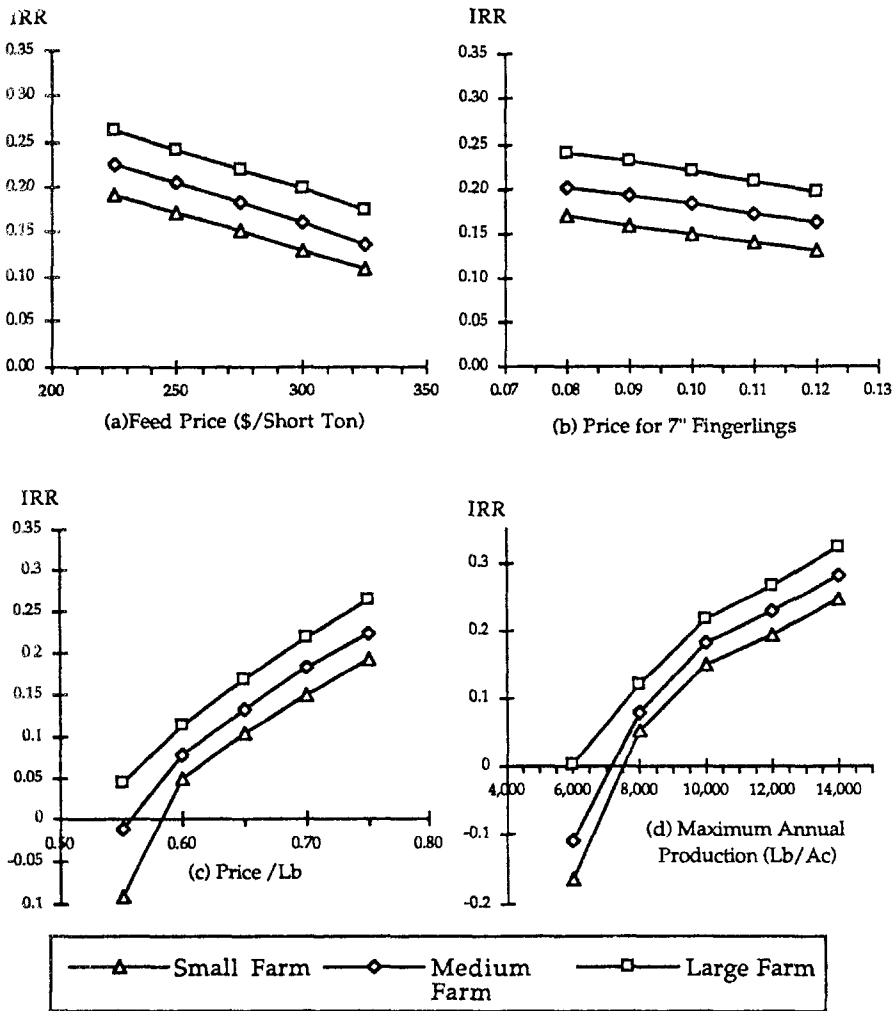 IRR
0.35
0.30
0.25
0.20
0.15
0.10
0.05
0.00
200 250 300 350
(a)Feed Price ($/Short Ton)
IRR
0.35
0.30
0.25
0.20
0.15
0.10
0.05
0.00
0.07 0.08 0.09 0.10 0.11 0.12 0.13
(b) Price for 7" Fingerlings
IRR
0.35
0.3
0.25
0.2
0.15
0.1
0.05
0
-0.05
0.1
0.50 0.60 0.70 0.80
(c) Price /Lb
IRR
0.3
0.2
0.1
0
-0.1
-0.2
4,000 6,000 8,000 10,000 12,000 14,000
(d) Maximum Annual
Production (Lb/Ac)
Small Farm Medium Large Farm
Farm